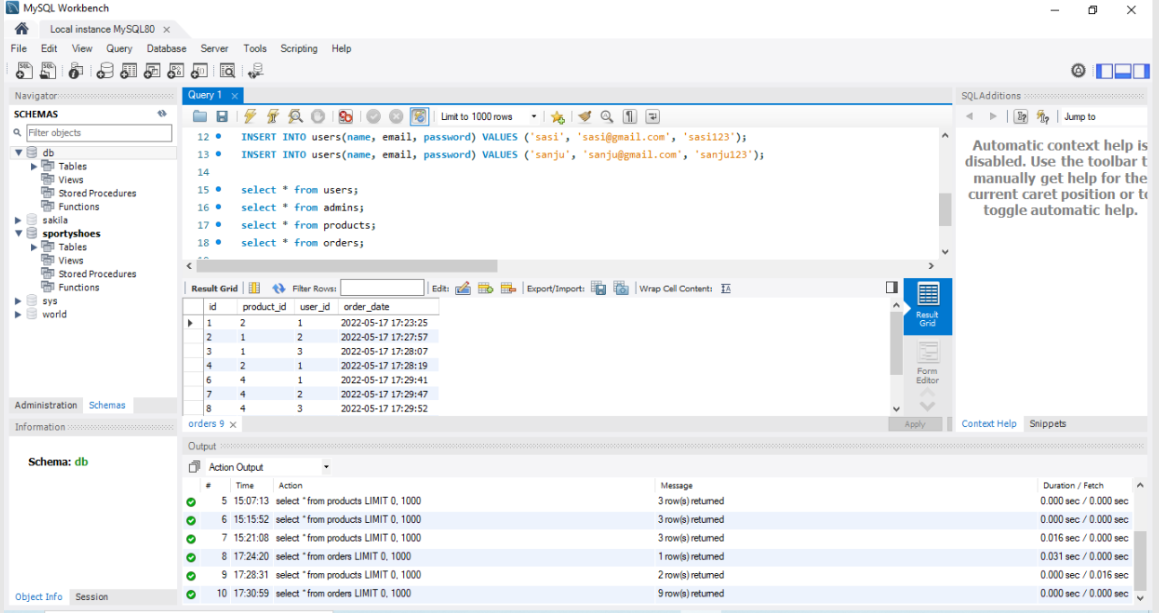 MySQL Workbench
Local instance MySQL80 ×
File Edit View Query Database Server Tools Scripting Help
Navigator
SCHEMAS
Filter objects
db
Tables
Views
Stored Procedures
Functions
sakila
sportyshoes
Tables
Views
Stored Procedures
Functions
sys
world
Administration Schemas
Information
Schema: db
Object Info Session
Query 1 ×
Limit to 1000 rows
12 INSERT INTO users(name, email, password) VALUES ('sasi', 'sasi@gmail.com', 'sasi123');
13 INSERT INTO users(name, email, password) VALUES ('sanju', 'sanju@gmail.com', 'sanju123');
14
15 select * from users;
16 select * from admins;
17 select * from products;
18 select * from orders;
Result Grid Filter Rows: Edit: Export/Import: Wrap Cell Content: IA
id product_id user_id order_date
1 2 1 2022-05-17 17:23:25
2 1 2 2022-05-17 17:27:57
3 1 3 2022-05-17 17:28:07
4 2 1 2022-05-17 17:28:19
6 4 1 2022-05-17 17:29:41
7 4 2 2022-05-17 17:29:47
8 4 3 2022-05-17 17:29:52
Result
Grid
Form
Editor
orders 9 ×
Apply
SQLAdditions
Jump to
Automatic context help is
disabled. Use the toolbar t
manually get help for the
current caret position or to
toggle automatic help.
Context Help Snippets
Output
Action Output
# Time Action Message Duration / Fetch
5 15:07:13 select * from products LIMIT 0, 1000 3 row(s) returned 0.000 sec / 0.000 sec
6 15:15:52 select * from products LIMIT 0, 1000 3 row(s) returned 0.000 sec / 0.000 sec
7 15:21:08 select * from products LIMIT 0, 1000 3 row(s) returned 0.016 sec / 0.000 sec
8 17:24:20 select * from orders LIMIT 0, 1000 1 row(s) returned 0.031 sec / 0.000 sec
9 17:28:31 select * from products LIMIT 0, 1000 2 row(s) returned 0.000 sec / 0.016 sec
10 17:30:59 select * from orders LIMIT 0, 1000 9 row(s) returned 0.000 sec / 0.000 sec